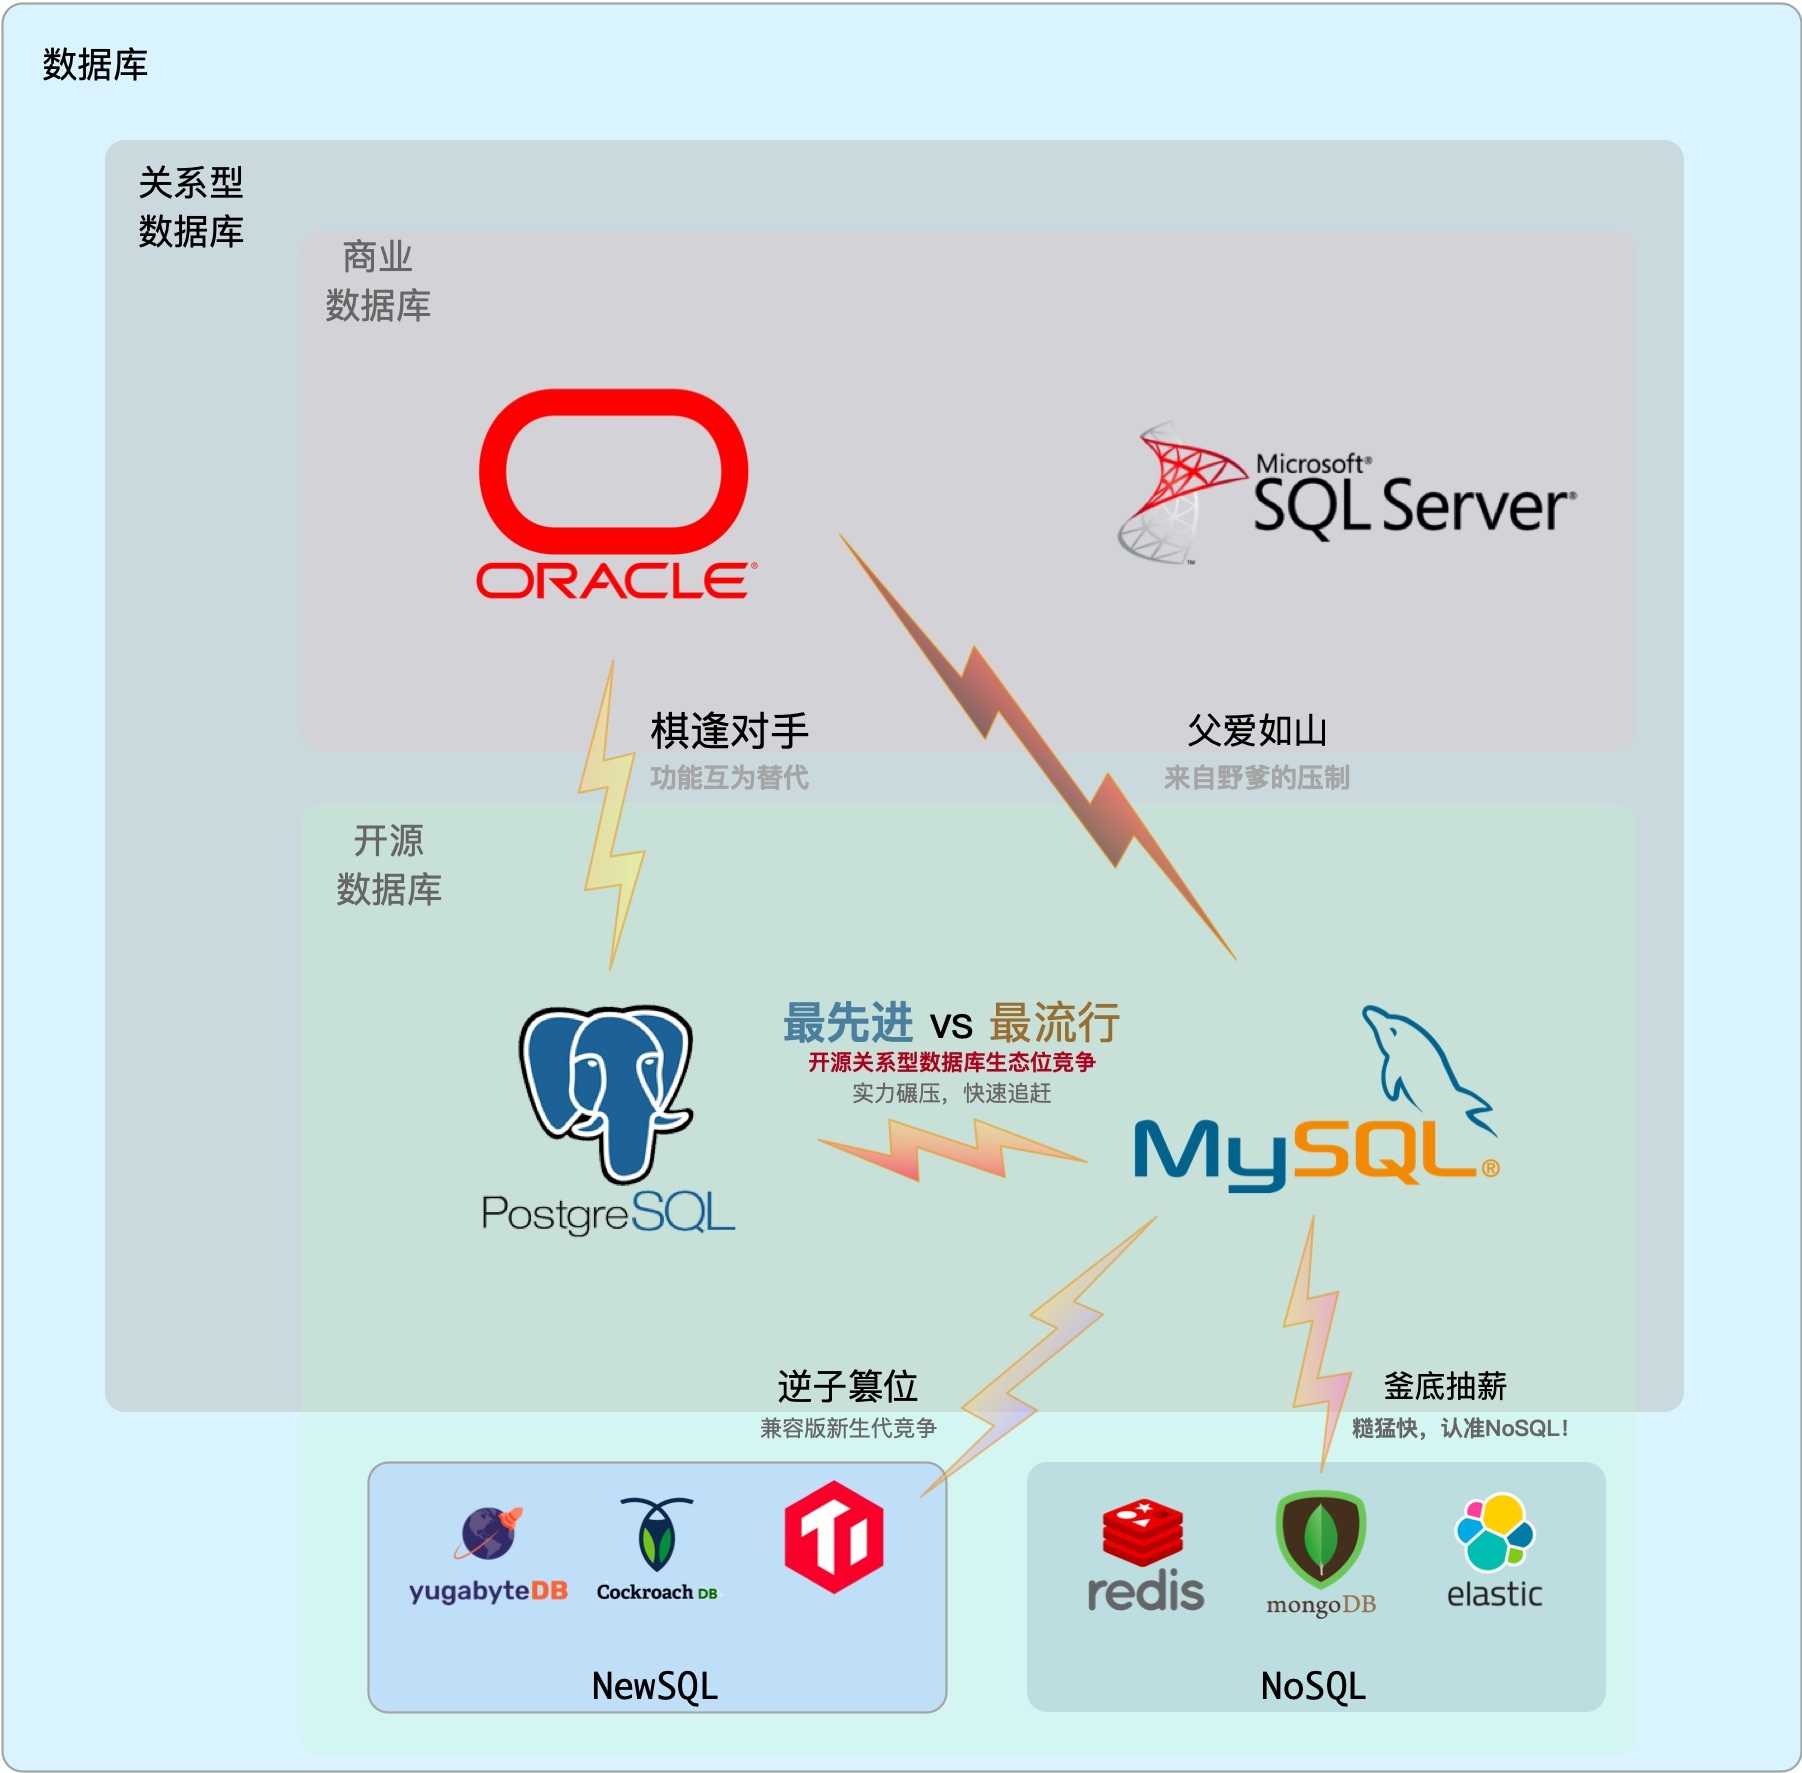 数据库
关系型
数据库
商业
数据库
ORACLE®
Microsoft®
SQL Server®
™
棋逢对手
功能互为替代
父爱如山
来自野爹的压制
开源
数据库
最先进 vs 最流行
开源关系型数据库生态位竞争
实力碾压，快速追赶
PostgreSQL
MySQL®
逆子篡位
兼容版新生代竞争
釜底抽薪
糙猛快，认准NoSQL！
yugabyteDB
Cockroach DB
Ti
redis
mongoDB
elastic
NewSQL
NoSQL